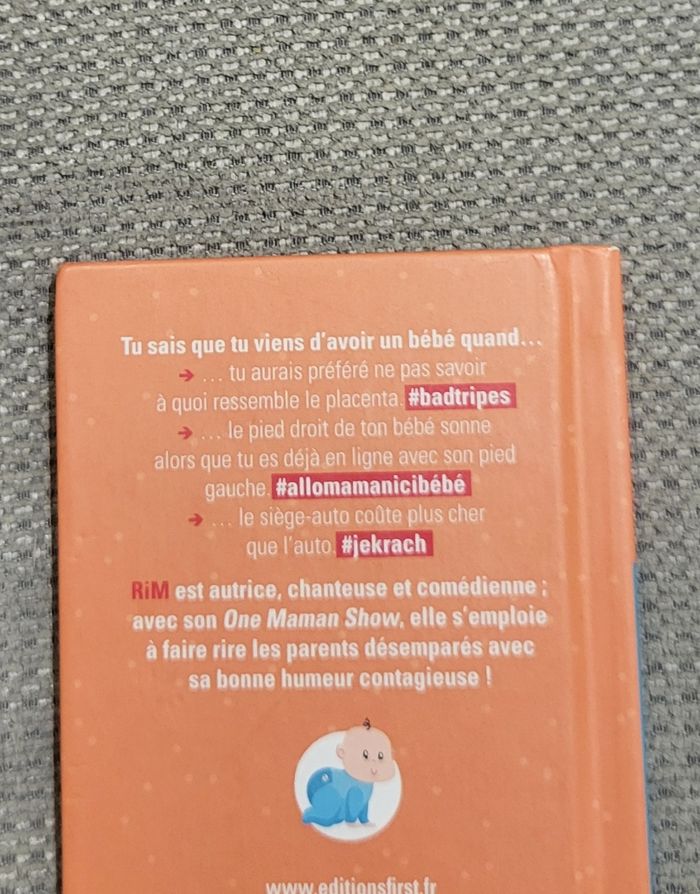 Tu sais que tu viens d'avoir un bébé quand...
→ ... tu aurais préféré ne pas savoir
à quoi ressemble le placenta. #badtripes
→ ... le pied droit de ton bébé sonne
alors que tu es déjà en ligne avec son pied
gauche. #allomamanicibébé
→ ... le siège-auto coûte plus cher
que l'auto. #jekrach
RiM est autrice, chanteuse et comédienne ;
avec son One Maman Show, elle s'emploie
à faire rire les parents désemparés avec
sa bonne humeur contagieuse !
www.editionsfirst.fr